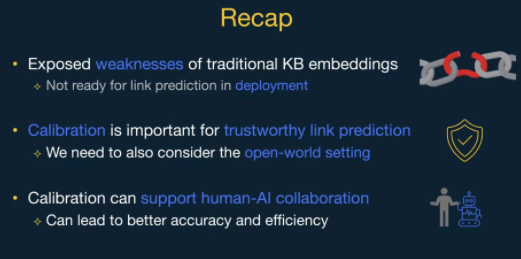 Recap
• Exposed weaknesses of traditional KB embeddings
✧ Not ready for link prediction in deployment
• Calibration is important for trustworthy link prediction
✧ We need to also consider the open-world setting
• Calibration can support human-AI collaboration
✧ Can lead to better accuracy and efficiency